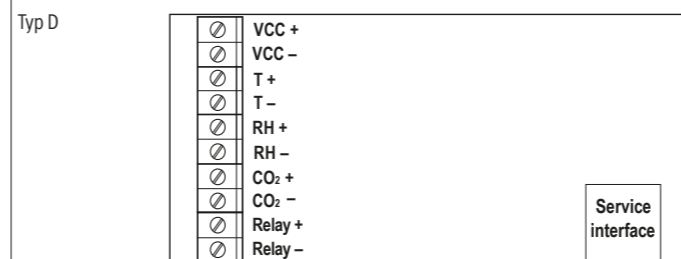 Typ D
VCC +
VCC –
T +
T –
RH +
RH –
CO₂ +
CO₂ –
Relay +
Relay –
Service
interface